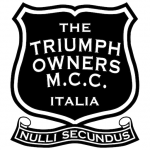 THE
TRIUMPH
OWNERS
M.C.C.
ITALIA
NULLI SECUNDUS